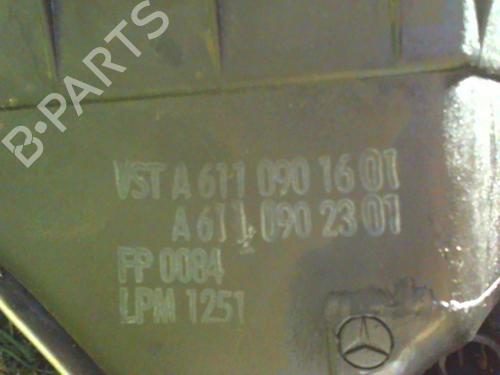 B-PARTS
VST A 611 090 16 01
A 611 090 23 01
FP 0084
LPM 1251